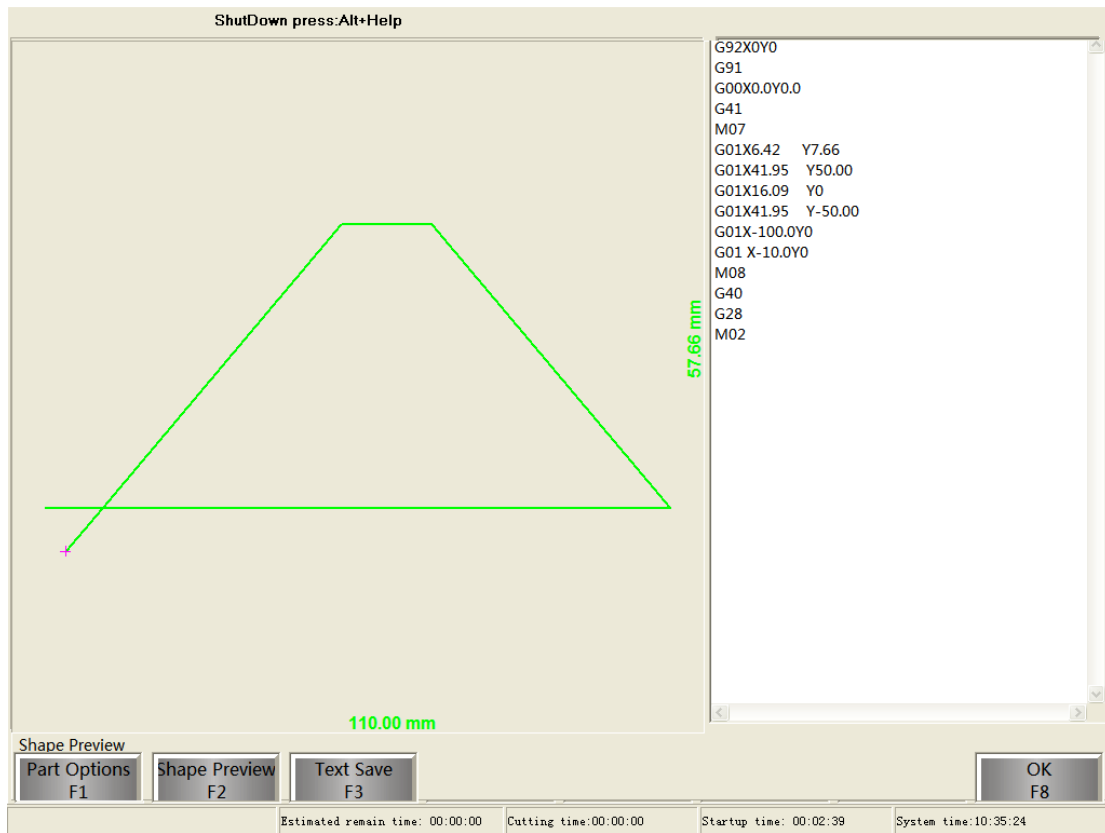 ShutDown press:Alt+Help
G92X0Y0
G91
G00X0.0Y0.0
G41
M07
G01X6.42 Y7.66
G01X41.95 Y50.00
G01X16.09 Y0
G01X41.95 Y-50.00
G01X-100.0Y0
G01 X-10.0Y0
M08
G40
G28
M02
57.66 mm
110.00 mm
Shape Preview
Part Options
F1
Shape Preview
F2
Text Save
F3
OK
F8
Estimated remain time: 00:00:00
Cutting time:00:00:00
Startup time: 00:02:39
System time:10:35:24